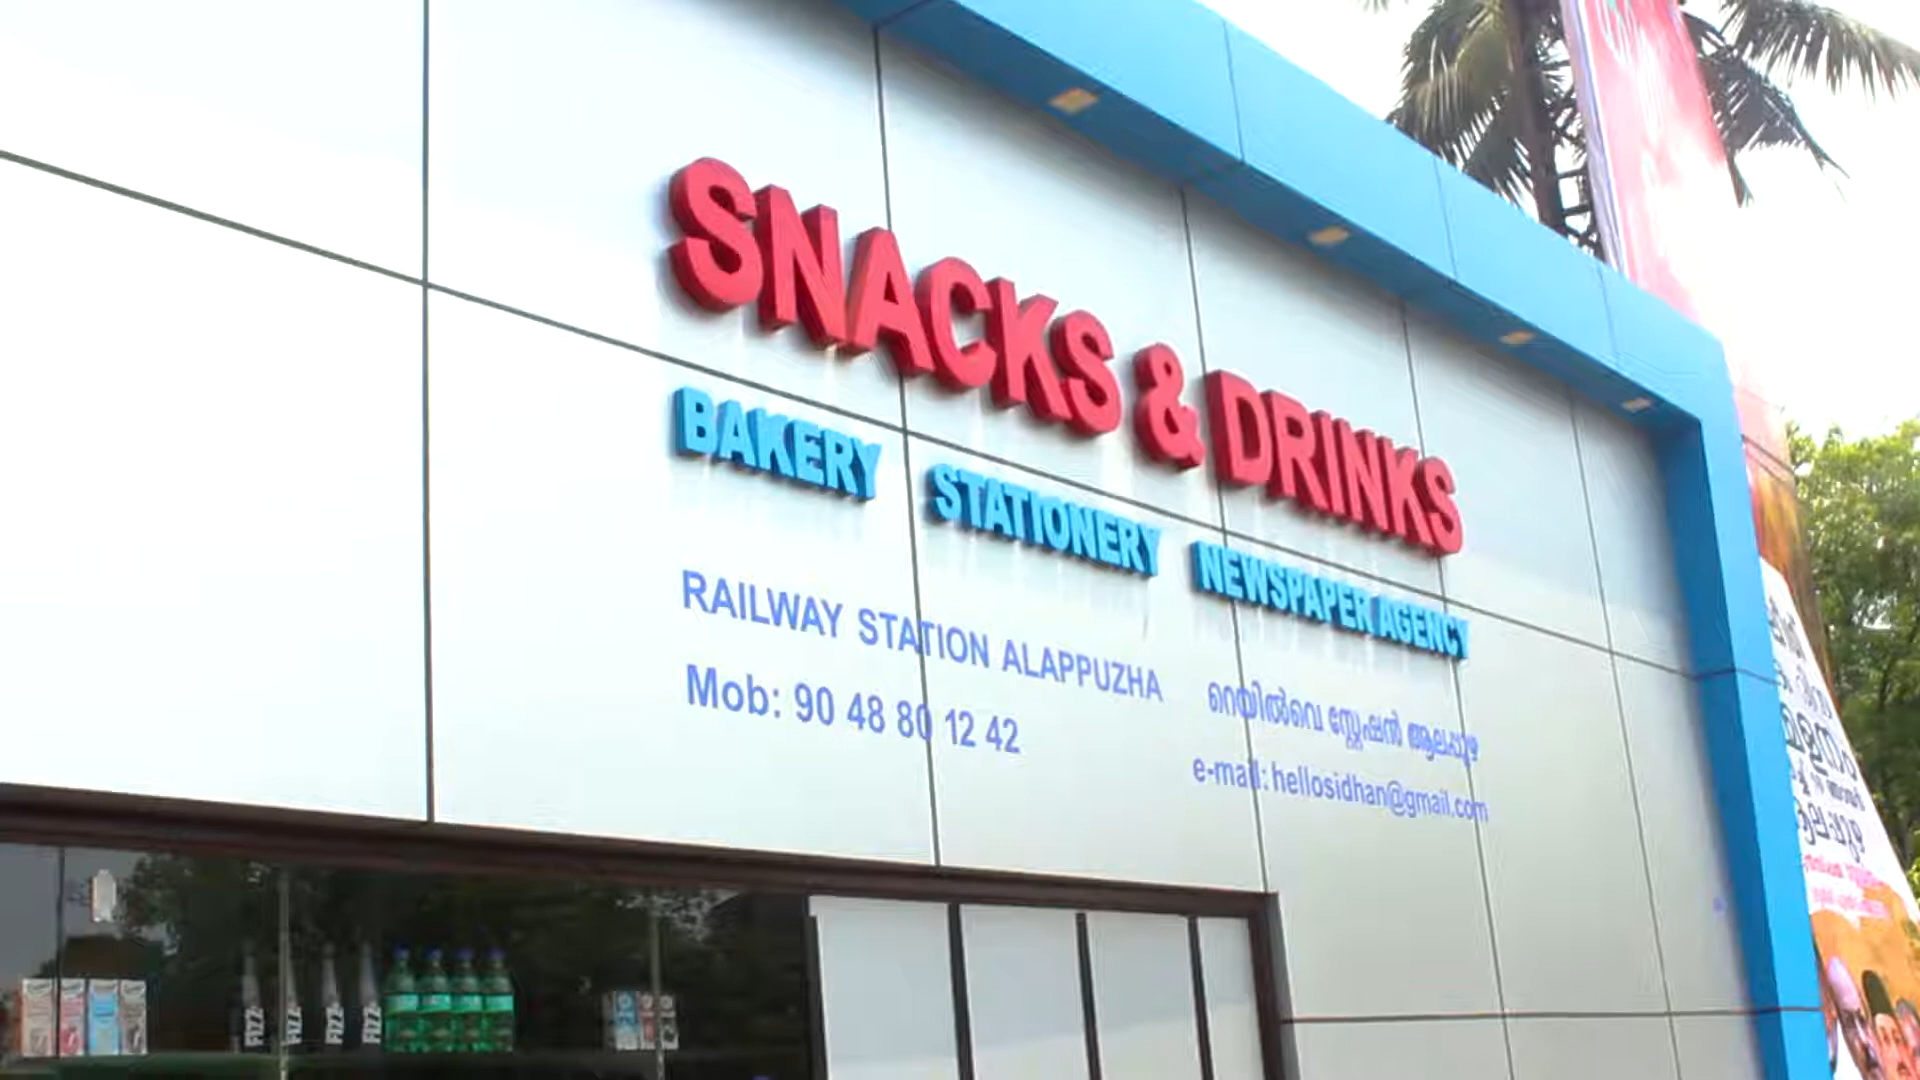 SNACKS & DRINKS
BAKERY STATIONERY NEWSPAPER AGENCY
RAILWAY STATION ALAPPUZHA
റെയിൽവെ സ്റ്റേഷൻ ആലപ്പുഴ
Mob: 90 48 80 12 42
e-mail: hellosidhan@gmail.com
FIZZ FIZZ FIZZ FIZZ
ആലപ്പുഴ